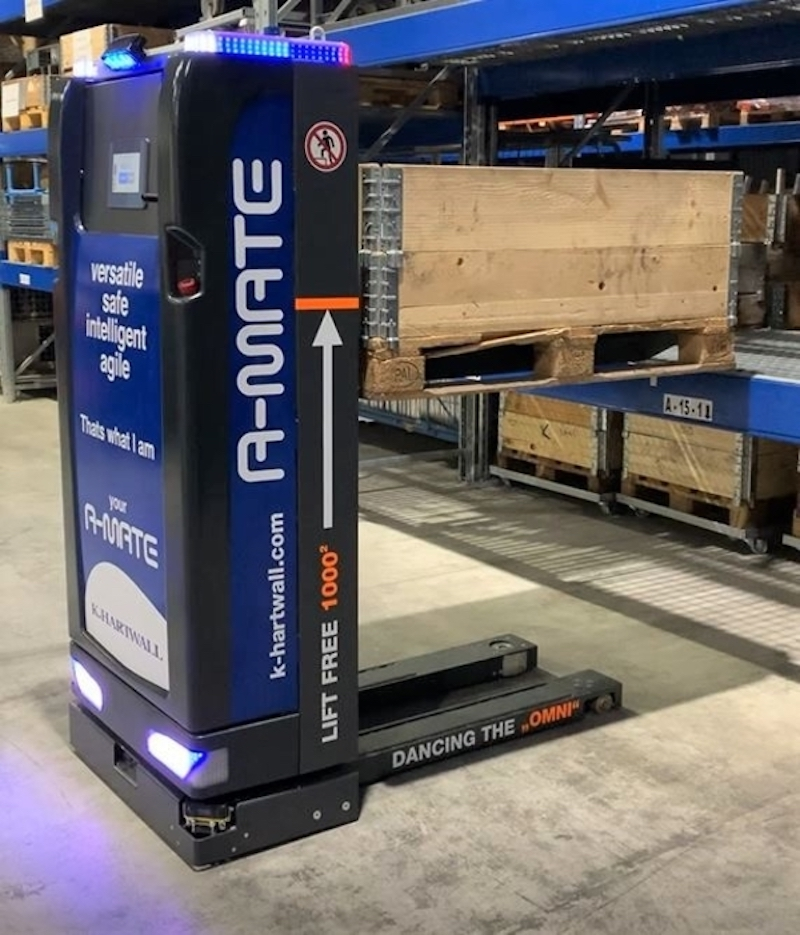 versatile
safe
intelligent
agile
Thats what I am
your
A-MATE
K.HARTWALL
A-MATE
k-hartwall.com
LIFT FREE 1000²
DANCING THE „OMNI“
A-15-11
PAL